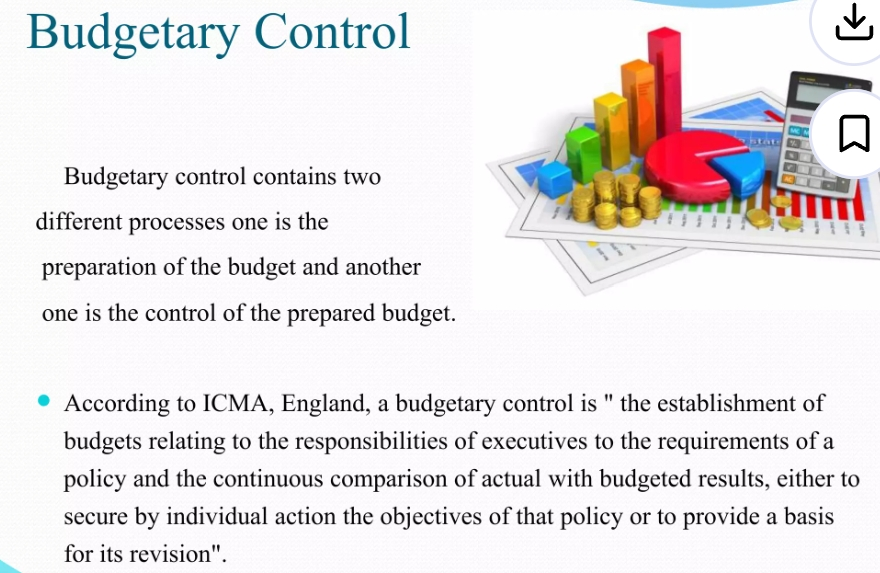 Budgetary Control
Budgetary control contains two
different processes one is the
preparation of the budget and another
one is the control of the prepared budget.
According to ICMA, England, a budgetary control is " the establishment of
budgets relating to the responsibilities of executives to the requirements of a
policy and the continuous comparison of actual with budgeted results, either to
secure by individual action the objectives of that policy or to provide a basis
for its revision".